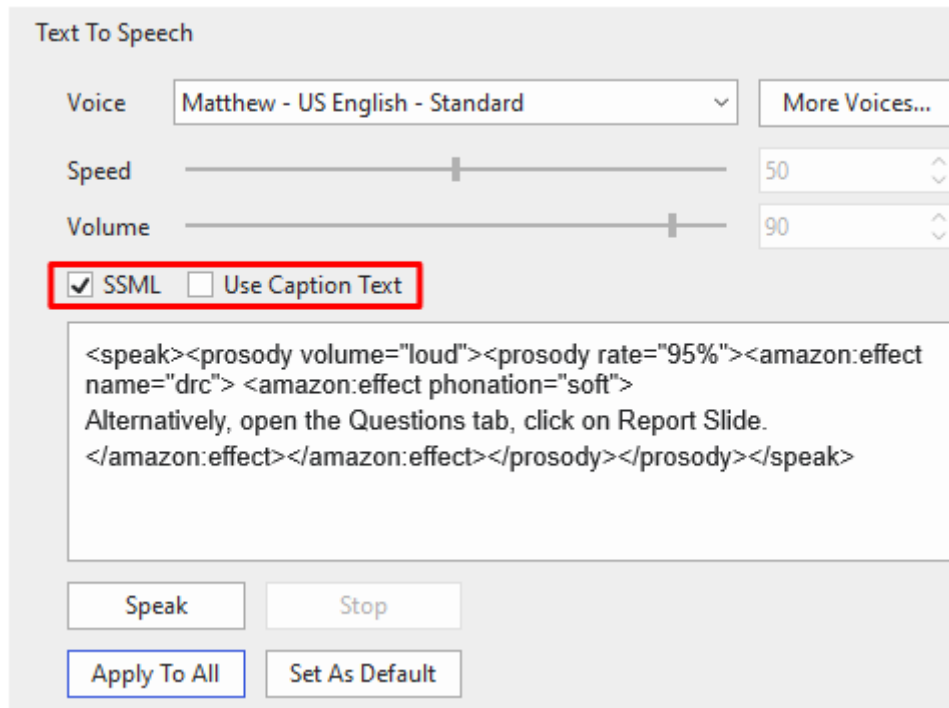 Text To Speech
Voice Matthew - US English - Standard More Voices...
Speed 50
Volume 90
SSML Use Caption Text
<speak><prosody volume="loud"><prosody rate="95%"><amazon:effect
name="drc"> <amazon:effect phonation="soft">
Alternatively, open the Questions tab, click on Report Slide.
</amazon:effect></amazon:effect></prosody></prosody></speak>
Speak Stop
Apply To All Set As Default